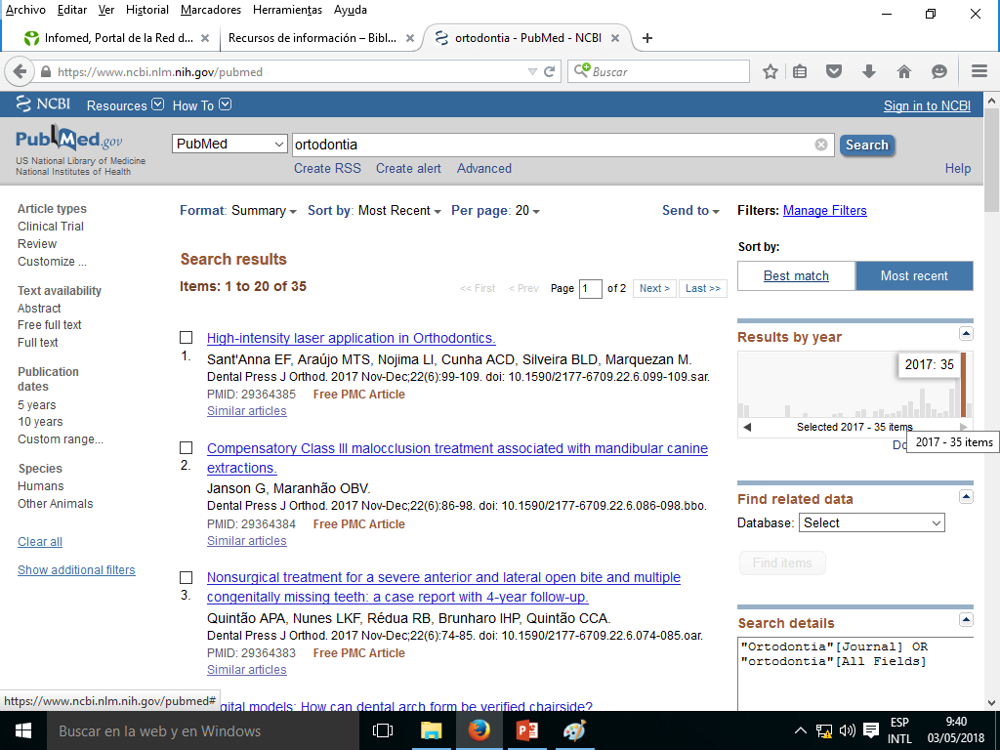 Archivo Editar Ver Historial Marcadores Herramientas Ayuda
Infomed, Portal de la Red d... × Recursos de información – Bibl... × ortodontia - PubMed - NCBI ×
https://www.ncbi.nlm.nih.gov/pubmed Buscar
NCBI Resources How To Sign in to NCBI
PubMed.gov
US National Library of Medicine
National Institutes of Health
PubMed ortodontia Search
Create RSS Create alert Advanced Help
Article types
Clinical Trial
Review
Customize ...
Text availability
Abstract
Free full text
Full text
Publication
dates
5 years
10 years
Custom range...
Species
Humans
Other Animals
Clear all
Show additional filters
Format: Summary Sort by: Most Recent Per page: 20 Send to
Search results
Items: 1 to 20 of 35
<< First < Prev Page 1 of 2 Next > Last >>
High-intensity laser application in Orthodontics.
1. Sant'Anna EF, Araújo MTS, Nojima LI, Cunha ACD, Silveira BLD, Marquezan M.
Dental Press J Orthod. 2017 Nov-Dec;22(6):99-109. doi: 10.1590/2177-6709.22.6.099-109.sar.
PMID: 29364385 Free PMC Article
Similar articles
Compensatory Class III malocclusion treatment associated with mandibular canine
2. extractions.
Janson G, Maranhão OBV.
Dental Press J Orthod. 2017 Nov-Dec;22(6):86-98. doi: 10.1590/2177-6709.22.6.086-098.bbo.
PMID: 29364384 Free PMC Article
Similar articles
Nonsurgical treatment for a severe anterior and lateral open bite and multiple
3. congenitally missing teeth: a case report with 4-year follow-up.
Quintão APA, Nunes LKF, Rédua RB, Brunharo IHP, Quintão CCA.
Dental Press J Orthod. 2017 Nov-Dec;22(6):74-85. doi: 10.1590/2177-6709.22.6.074-085.oar.
PMID: 29364383 Free PMC Article
Similar articles
gital models: How can dental arch form be verified chairside?
Filters: Manage Filters
Sort by:
Best match Most recent
Results by year
2017: 35
Selected 2017 - 35 items
Do
2017 - 35 items
Find related data
Database: Select
Find items
Search details
"Ortodontia"[Journal] OR
"ortodontia"[All Fields]
https://www.ncbi.nlm.nih.gov/pubmed#
Buscar en la web y en Windows
ESP
INTL
9:40
03/05/2018